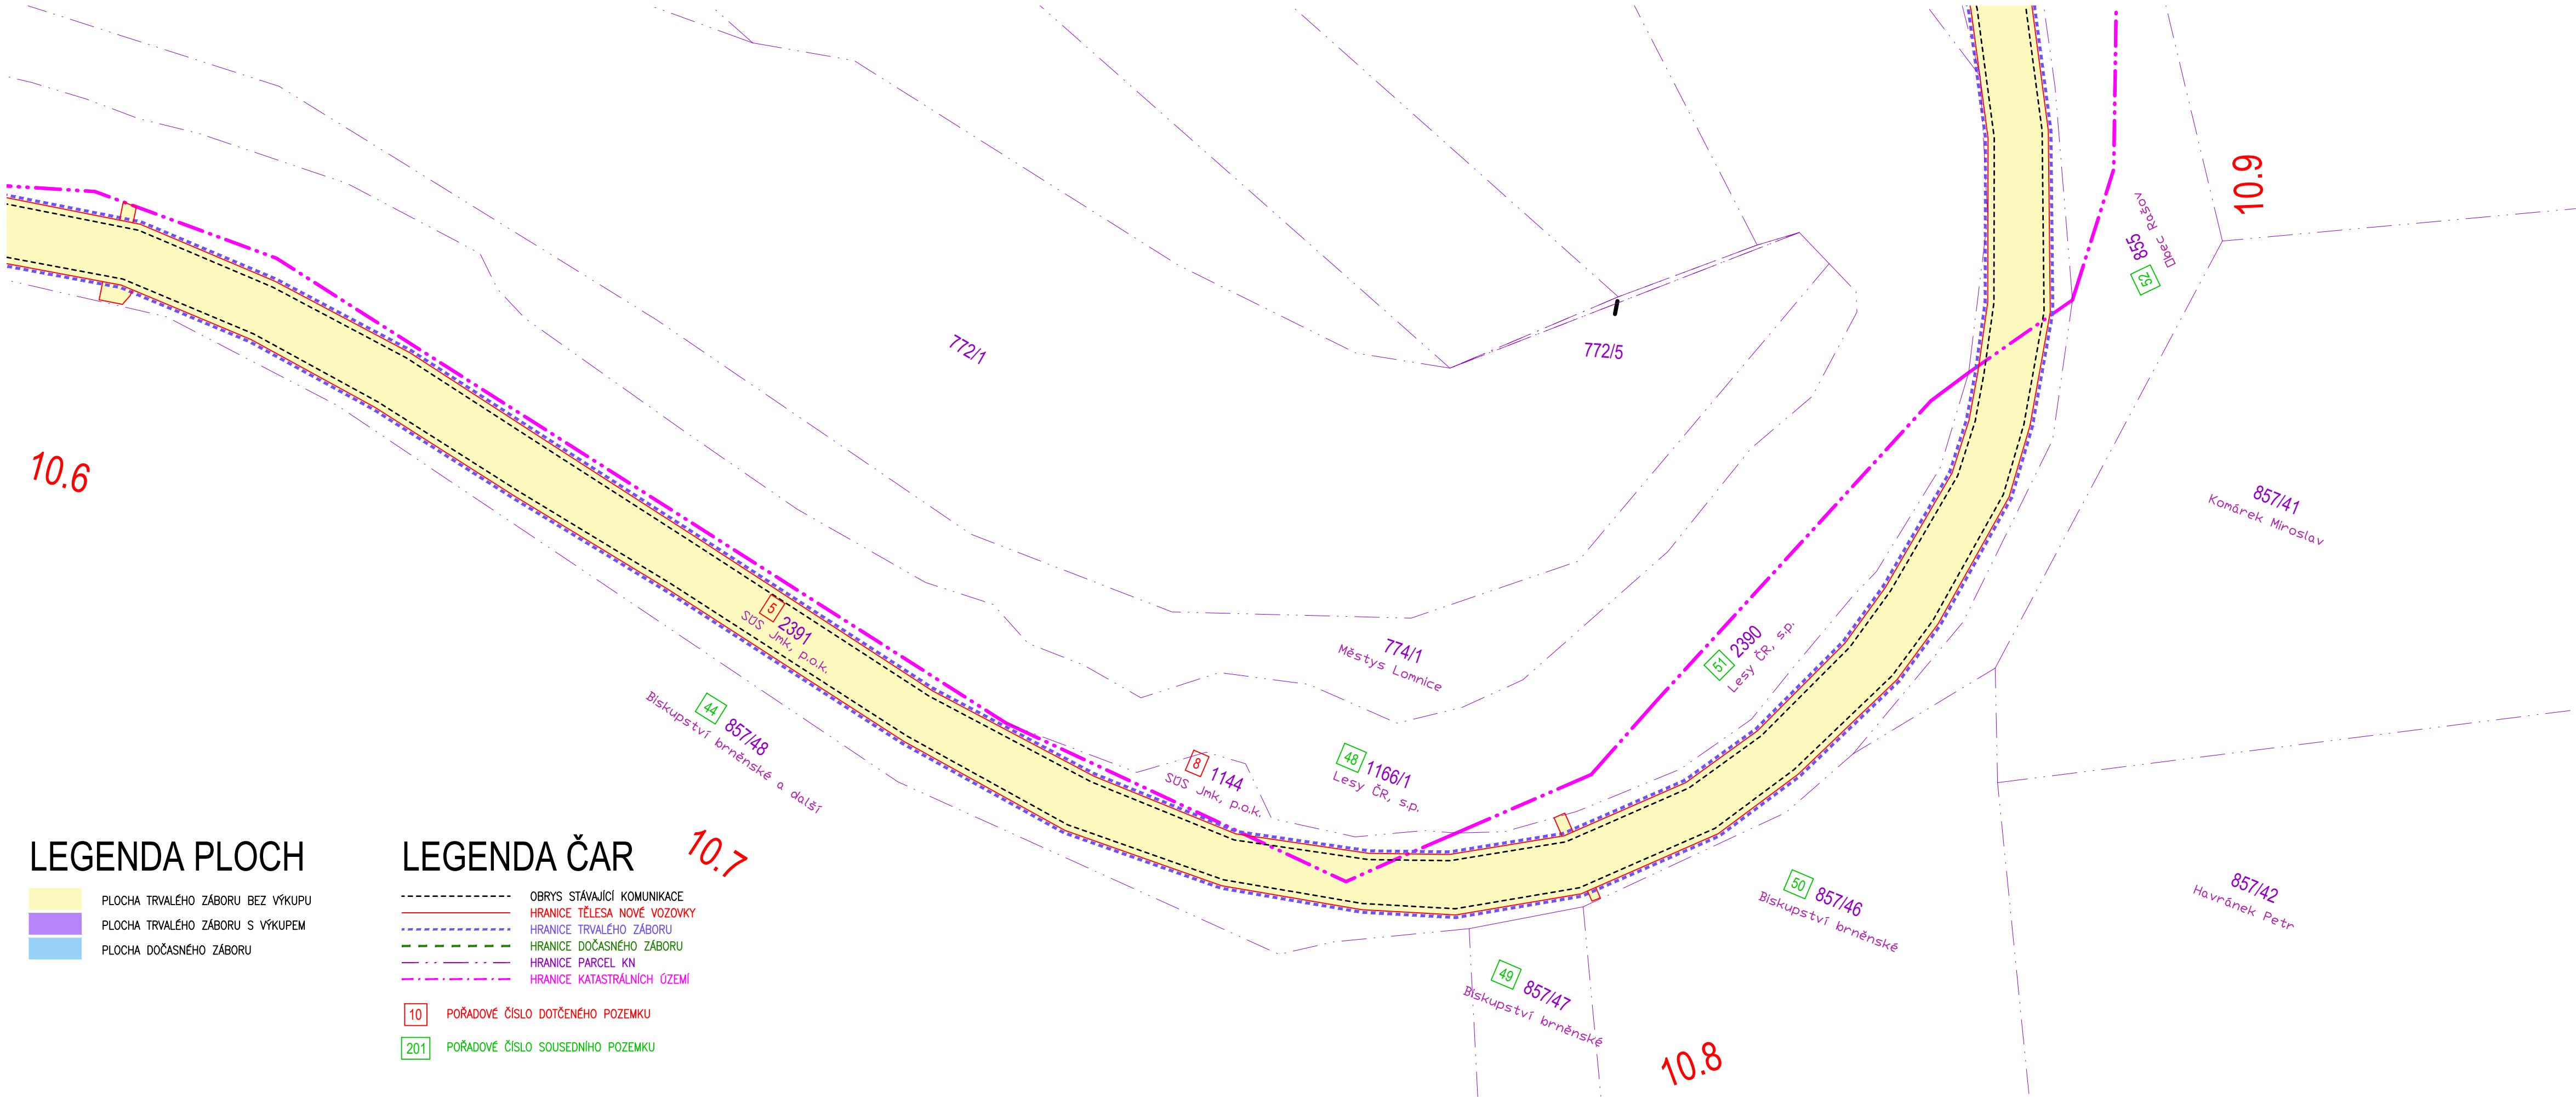 10.9
Obec Rašov
855
52
772/1
772/5
10.6
857/41
Komárek Miroslav
5 2391
SÚS Jmk, p.o.k.
774/1
Městys Lomnice
51 2390
Lesy ČR, s.p.
44 857/48
Biskupství brněnské a další
8 1144
SÚS Jmk, p.o.k.
48 1166/1
Lesy ČR, s.p.
10.7
50 857/46
Biskupství brněnské
857/42
Havránek Petr
49 857/47
Biskupství brněnské
10.8
LEGENDA PLOCH
PLOCHA TRVALÉHO ZÁBORU BEZ VÝKUPU
PLOCHA TRVALÉHO ZÁBORU S VÝKUPEM
PLOCHA DOČASNÉHO ZÁBORU
LEGENDA ČAR
OBRYS STÁVAJÍCÍ KOMUNIKACE
HRANICE TĚLESA NOVÉ VOZOVKY
HRANICE TRVALÉHO ZÁBORU
HRANICE DOČASNÉHO ZÁBORU
HRANICE PARCEL KN
HRANICE KATASTRÁLNÍCH ÚZEMÍ
10 POŘADOVÉ ČÍSLO DOTČENÉHO POZEMKU
201 POŘADOVÉ ČÍSLO SOUSEDNÍHO POZEMKU